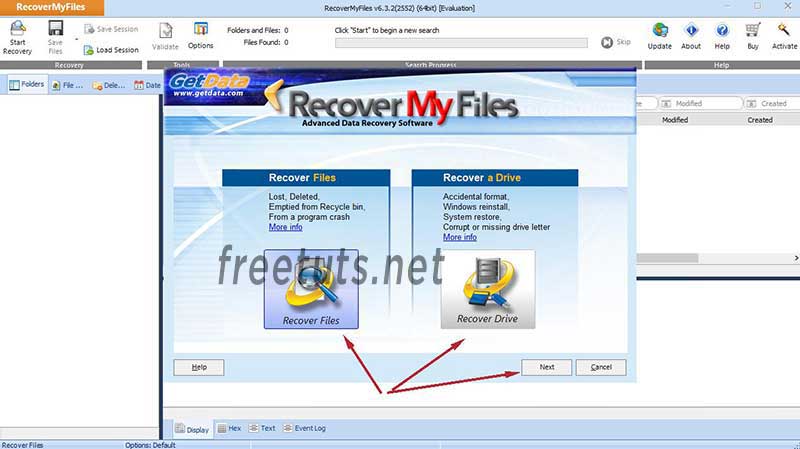 RecoverMyFiles
RecoverMyFiles v6.3.2(2552) (64bit) [Evaluation]
Start Recovery
Save Files
Save Session
Load Session
Validate
Options
Folders and Files: 0
Files Found: 0
Click "Start" to begin a new search
Skip
Update
About
Help
Buy
Activate
Recovery
Tools
Search Progress
Help
Folders
File ...
Dele...
Date
Modified
Created
Modified
Created
GetData
www.getdata.com
Recover My Files
Advanced Data Recovery Software
Recover Files
Lost, Deleted,
Emptied from Recycle bin,
From a program crash
More info
Recover Files
Recover a Drive
Accidental format,
Windows reinstall,
System restore,
Corrupt or missing drive letter
More info
Recover Drive
freetuts.net
Help
Next
Cancel
Display
Hex
Text
Event Log
Recover Files
Options: Default